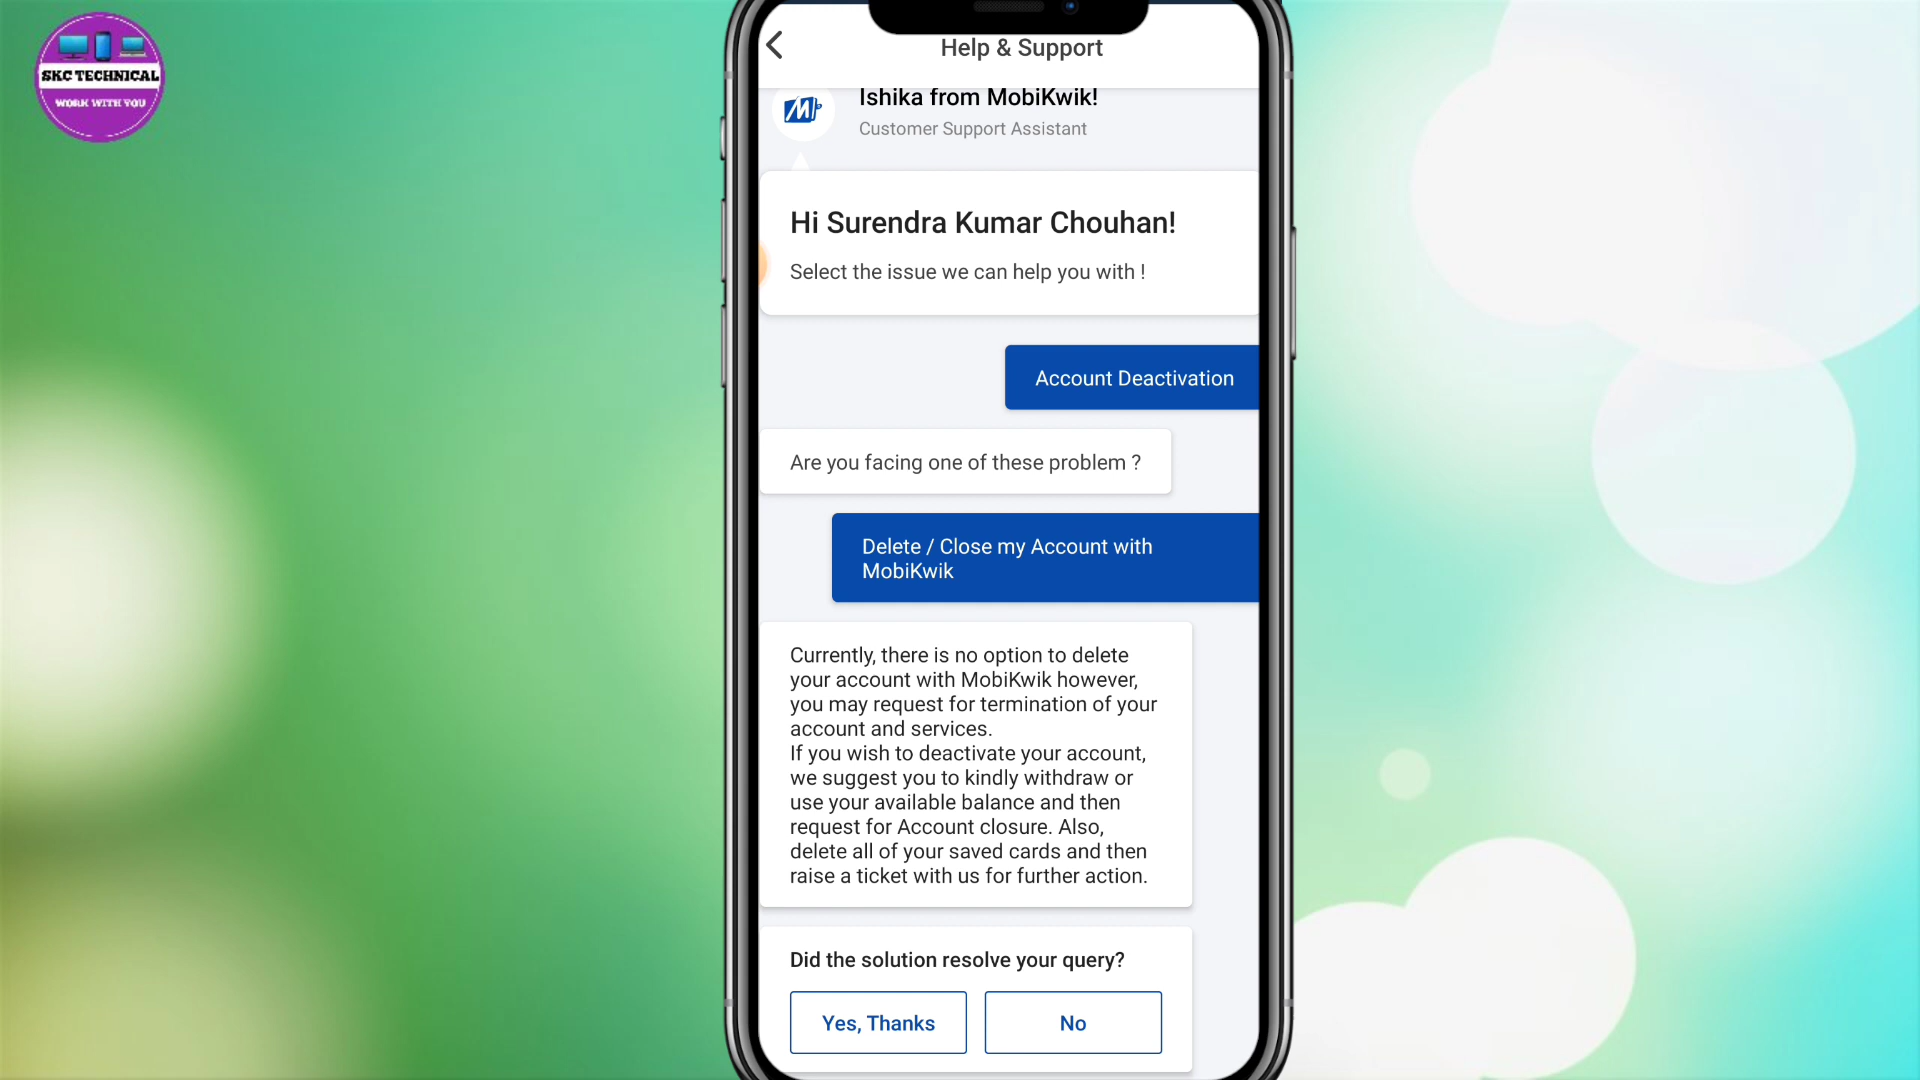 SKC TECHNICAL
WORK WITH YOU
Help & Support
Ishika from MobiKwik!
Customer Support Assistant
Hi Surendra Kumar Chouhan!
Select the issue we can help you with !
Account Deactivation
Are you facing one of these problem ?
Delete / Close my Account with
MobiKwik
Currently, there is no option to delete
your account with MobiKwik however,
you may request for termination of your
account and services.
If you wish to deactivate your account,
we suggest you to kindly withdraw or
use your available balance and then
request for Account closure. Also,
delete all of your saved cards and then
raise a ticket with us for further action.
Did the solution resolve your query?
Yes, Thanks
No